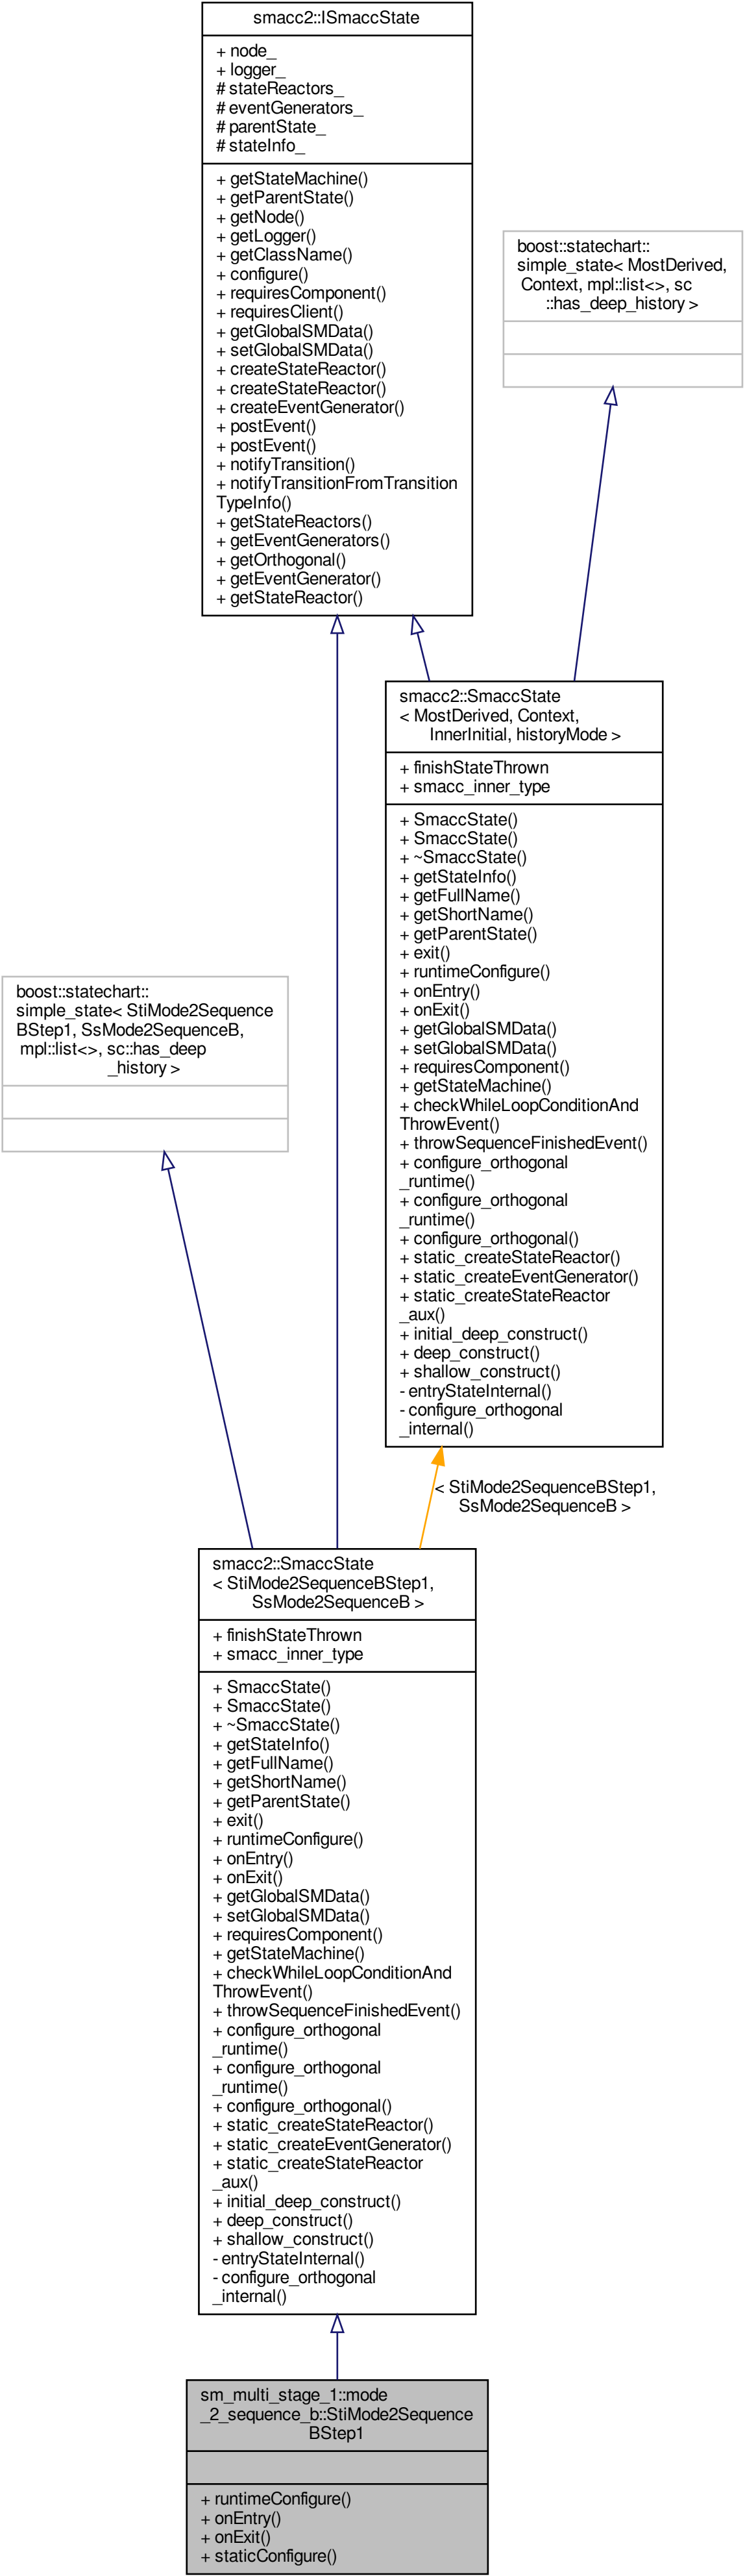 smacc2::ISmaccState
+ node_
+ logger_
# stateReactors_
# eventGenerators_
# parentState_
# stateInfo_
+ getStateMachine()
+ getParentState()
+ getNode()
+ getLogger()
+ getClassName()
+ configure()
+ requiresComponent()
+ requiresClient()
+ getGlobalSMData()
+ setGlobalSMData()
+ createStateReactor()
+ createStateReactor()
+ createEventGenerator()
+ postEvent()
+ postEvent()
+ notifyTransition()
+ notifyTransitionFromTransition
TypeInfo()
+ getStateReactors()
+ getEventGenerators()
+ getOrthogonal()
+ getEventGenerator()
+ getStateReactor()
boost::statechart::
simple_state< MostDerived,
Context, mpl::list<>, sc
::has_deep_history >
smacc2::SmaccState
< MostDerived, Context,
InnerInitial, historyMode >
+ finishStateThrown
+ smacc_inner_type
+ SmaccState()
+ SmaccState()
+ ~SmaccState()
+ getStateInfo()
+ getFullName()
+ getShortName()
+ getParentState()
+ exit()
+ runtimeConfigure()
+ onEntry()
+ onExit()
+ getGlobalSMData()
+ setGlobalSMData()
+ requiresComponent()
+ getStateMachine()
+ checkWhileLoopConditionAnd
ThrowEvent()
+ throwSequenceFinishedEvent()
+ configure_orthogonal
_runtime()
+ configure_orthogonal
_runtime()
+ configure_orthogonal()
+ static_createStateReactor()
+ static_createEventGenerator()
+ static_createStateReactor
_aux()
+ initial_deep_construct()
+ deep_construct()
+ shallow_construct()
- entryStateInternal()
- configure_orthogonal
_internal()
boost::statechart::
simple_state< StiMode2Sequence
BStep1, SsMode2SequenceB,
mpl::list<>, sc::has_deep
_history >
< StiMode2SequenceBStep1,
SsMode2SequenceB >
smacc2::SmaccState
< StiMode2SequenceBStep1,
SsMode2SequenceB >
+ finishStateThrown
+ smacc_inner_type
+ SmaccState()
+ SmaccState()
+ ~SmaccState()
+ getStateInfo()
+ getFullName()
+ getShortName()
+ getParentState()
+ exit()
+ runtimeConfigure()
+ onEntry()
+ onExit()
+ getGlobalSMData()
+ setGlobalSMData()
+ requiresComponent()
+ getStateMachine()
+ checkWhileLoopConditionAnd
ThrowEvent()
+ throwSequenceFinishedEvent()
+ configure_orthogonal
_runtime()
+ configure_orthogonal
_runtime()
+ configure_orthogonal()
+ static_createStateReactor()
+ static_createEventGenerator()
+ static_createStateReactor
_aux()
+ initial_deep_construct()
+ deep_construct()
+ shallow_construct()
- entryStateInternal()
- configure_orthogonal
_internal()
sm_multi_stage_1::mode
_2_sequence_b::StiMode2Sequence
BStep1
+ runtimeConfigure()
+ onEntry()
+ onExit()
+ staticConfigure()